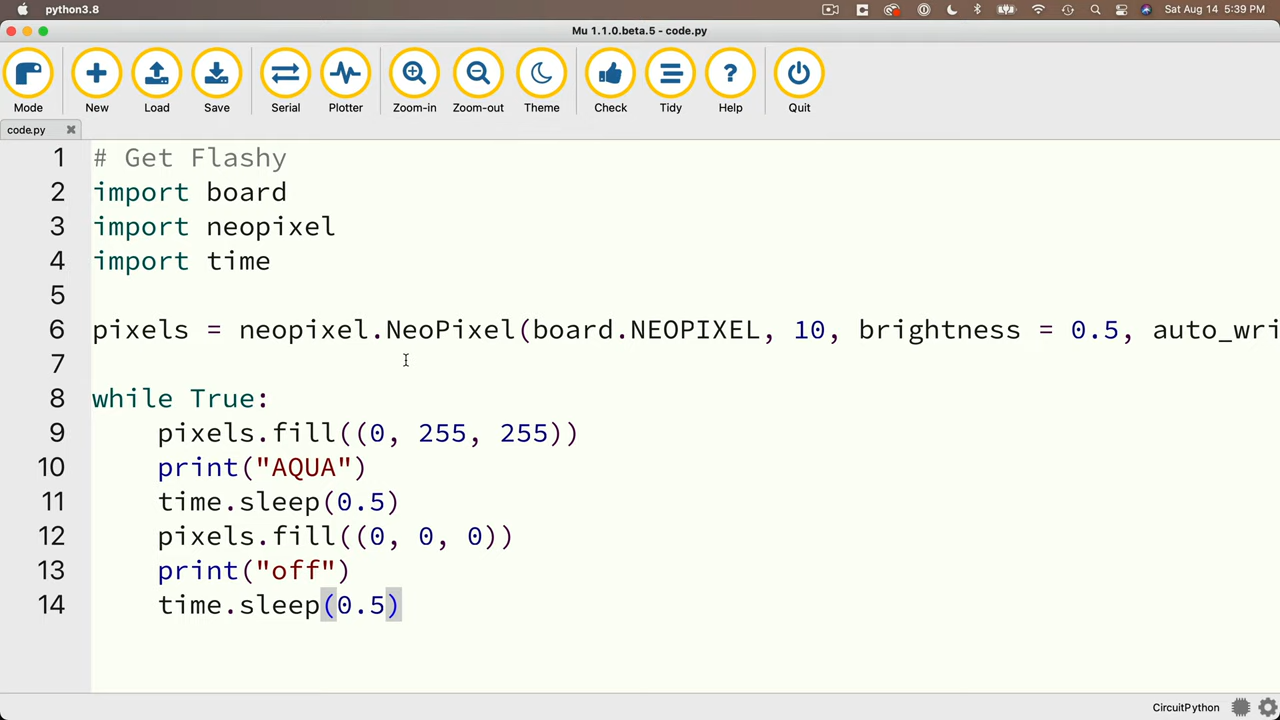 python3.8
Sat Aug 14 5:39 PM
Mu 1.1.0.beta.5 - code.py
Mode New Load Save Serial Plotter Zoom-in Zoom-out Theme Check Tidy Help Quit
code.py
1 # Get Flashy
2 import board
3 import neopixel
4 import time
5
6 pixels = neopixel.NeoPixel(board.NEOPIXEL, 10, brightness = 0.5, auto_wri
7
8 while True:
9 pixels.fill((0, 255, 255))
10 print("AQUA")
11 time.sleep(0.5)
12 pixels.fill((0, 0, 0))
13 print("off")
14 time.sleep(0.5)
CircuitPython